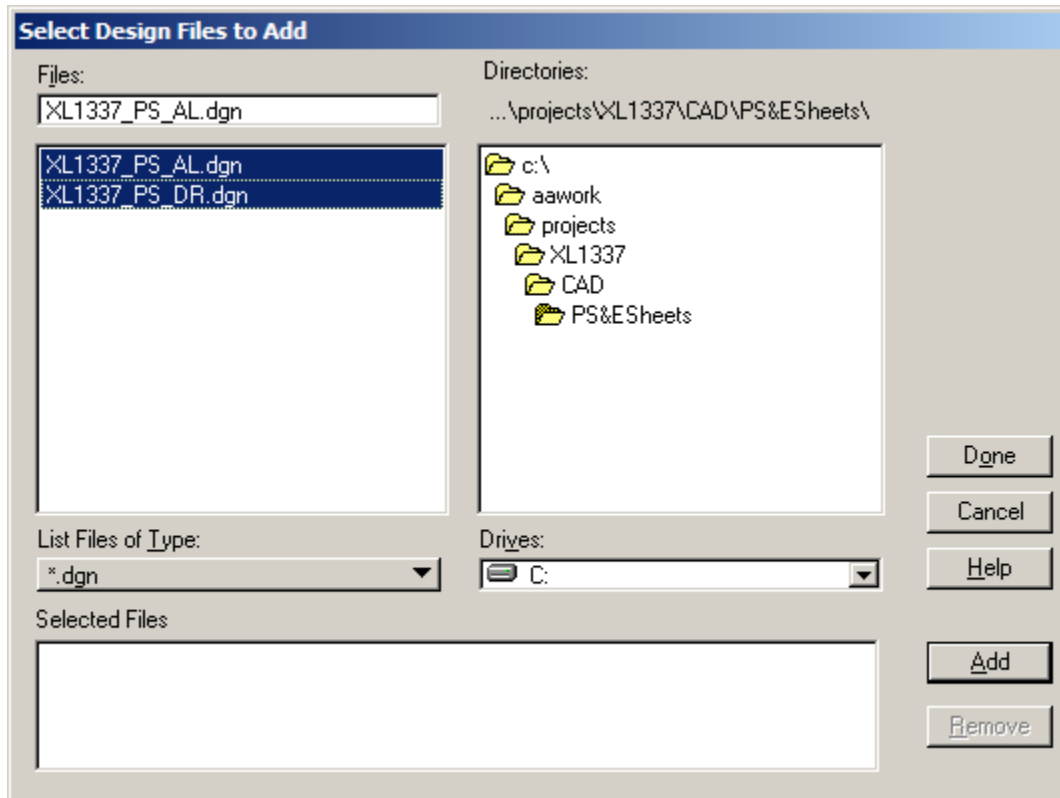 Select Design Files to Add
Files:
XL1337_PS_AL.dgn
XL1337_PS_AL.dgn
XL1337_PS_DR.dgn
List Files of Type:
*.dgn
Directories:
...\projects\XL1337\CAD\PS&ESheets\
c:\
aawork
projects
XL1337
CAD
PS&ESheets
Drives:
C:
Done
Cancel
Help
Selected Files
Add
Remove